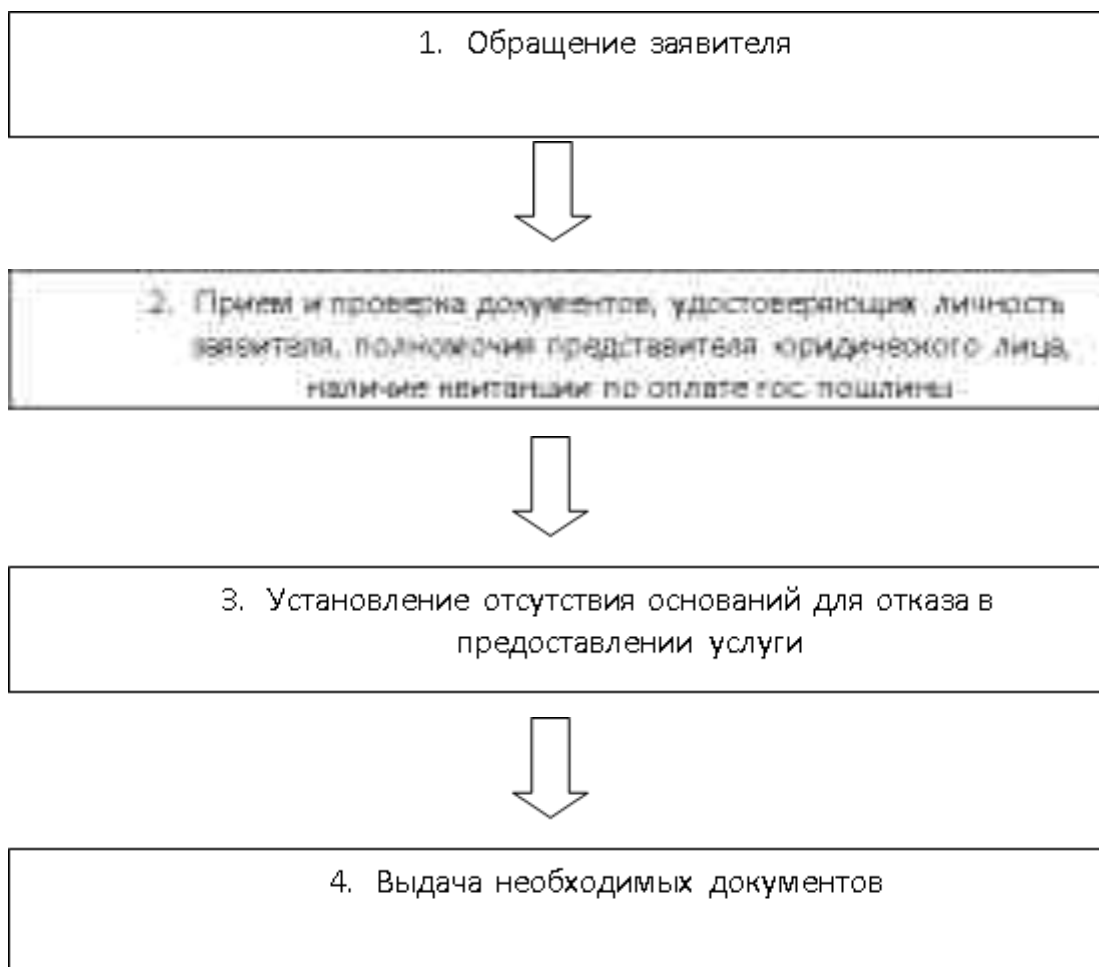 1. Обращение заявителя
2. Прием и проверка документов, удостоверяющих личность
заявителя, полномочия представителя юридического лица,
наличие квитанции по оплате гос. пошлины
3. Установление отсутствия оснований для отказа в
предоставлении услуги
4. Выдача необходимых документов